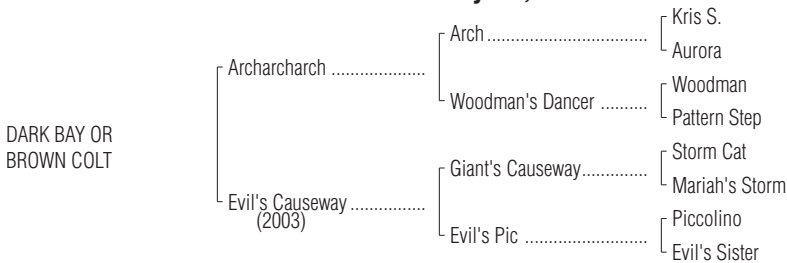 Kris S.
Arch
Aurora
Archarcharch
Woodman
Woodman's Dancer
Pattern Step
DARK BAY OR
BROWN COLT
Storm Cat
Giant's Causeway
Mariah's Storm
Evil's Causeway
(2003)
Piccolino
Evil's Pic
Evil's Sister